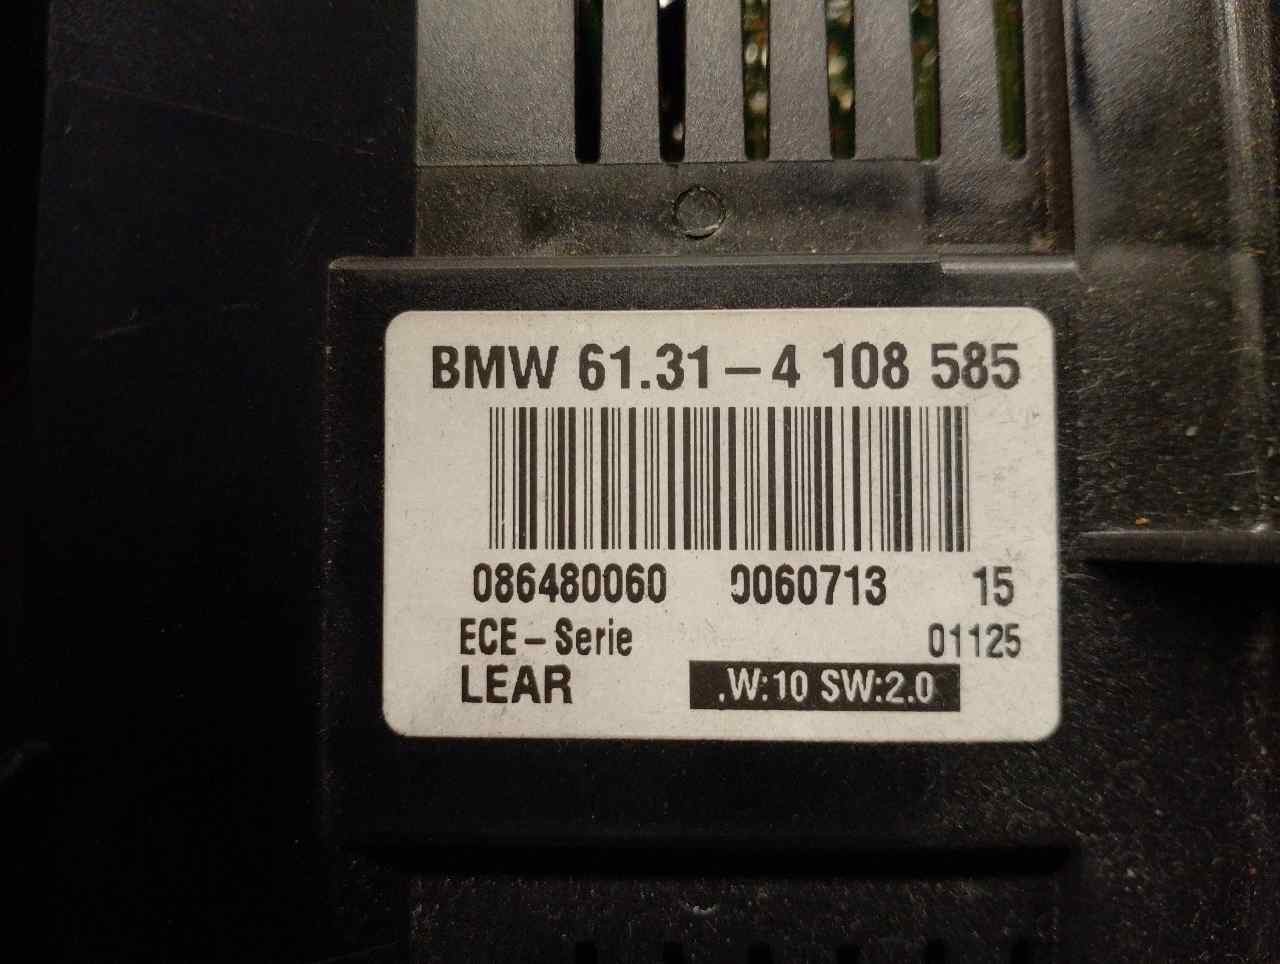 BMW 61.31-4 108 585
086480060 0060713 15
ECE-Serie 01125
LEAR .W:10 SW:2.0